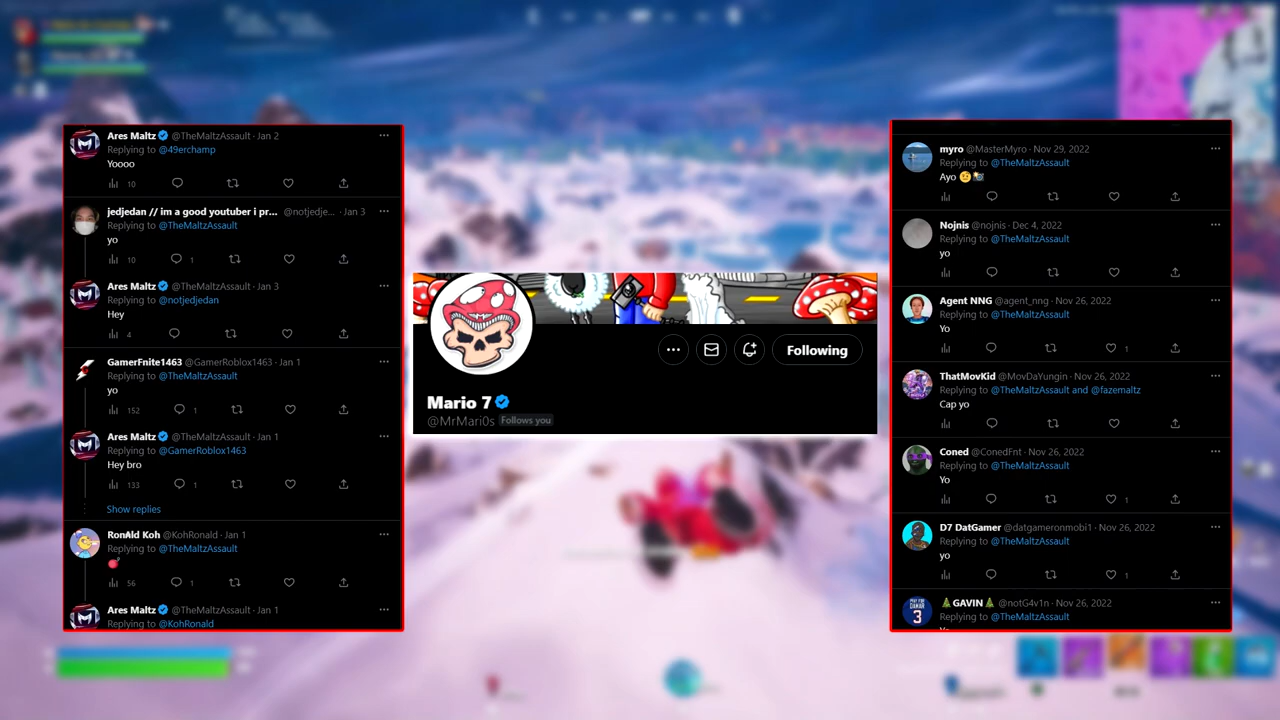 Ares Maltz @TheMaltzAssault · Jan 2
Replying to @49erchamp
Yoooo
10
jedjedan // im a good youtuber i pr... @notjedje... · Jan 3
Replying to @TheMaltzAssault
yo
10 1
Ares Maltz @TheMaltzAssault · Jan 3
Replying to @notjedjedan
Hey
4
GamerFnite1463 @GamerRoblox1463 · Jan 1
Replying to @TheMaltzAssault
yo
152 1
Ares Maltz @TheMaltzAssault · Jan 1
Replying to @GamerRoblox1463
Hey bro
133 1
Show replies
RonAld Koh @KohRonald · Jan 1
Replying to @TheMaltzAssault
56 1
Ares Maltz @TheMaltzAssault · Jan 1
Replying to @KohRonald
Following
Mario 7
@MrMari0s Follows you
myro @MasterMyro · Nov 29, 2022
Replying to @TheMaltzAssault
Ayo 🤨📸
Nojnis @nojnis · Dec 4, 2022
Replying to @TheMaltzAssault
yo
Agent NNG @agent_nng · Nov 26, 2022
Replying to @TheMaltzAssault
Yo
1
ThatMovKid @MovDaYungin · Nov 26, 2022
Replying to @TheMaltzAssault and @fazemaltz
Cap yo
Coned @ConedFnt · Nov 26, 2022
Replying to @TheMaltzAssault
Yo
1
D7 DatGamer @datgameronmobi1 · Nov 26, 2022
Replying to @TheMaltzAssault
yo
1
🎄GAVIN🎄 @notG4v1n · Nov 26, 2022
Replying to @TheMaltzAssault